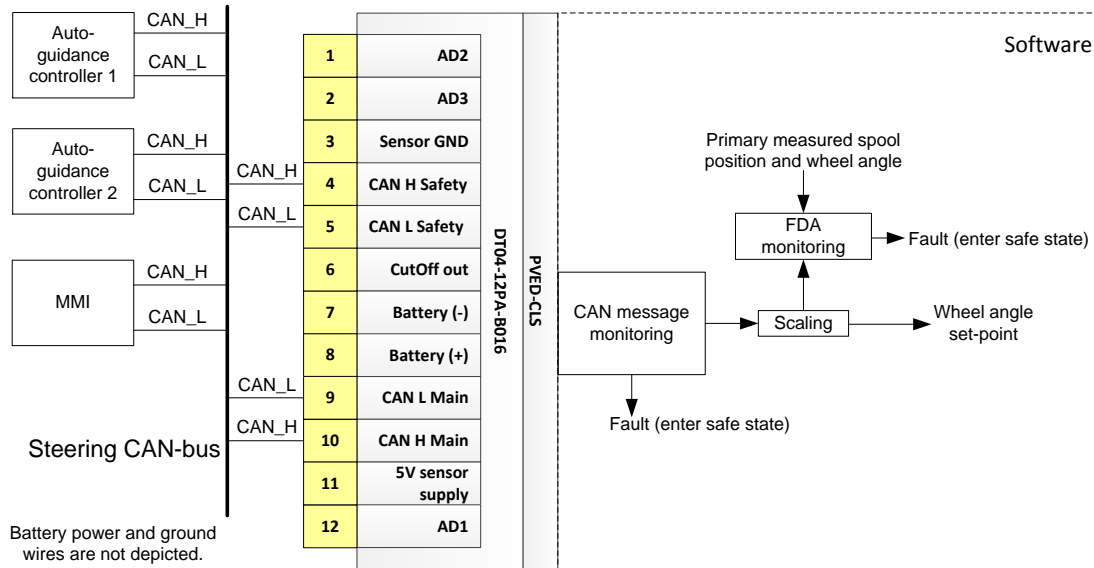 Auto-
guidance
controller 1
CAN_H
CAN_L
Auto-
guidance
controller 2
CAN_H
CAN_L
MMI
CAN_H
CAN_L
Steering CAN-bus
Battery power and ground
wires are not depicted.
CAN_H
CAN_L
CAN_L
CAN_H
1 AD2
2 AD3
3 Sensor GND
4 CAN H Safety
5 CAN L Safety
6 CutOff out
7 Battery (-)
8 Battery (+)
9 CAN L Main
10 CAN H Main
11 5V sensor
supply
12 AD1
DT04-12PA-B016
PVED-CLS
Software
CAN message
monitoring
Fault (enter safe state)
Scaling
Primary measured spool
position and wheel angle
FDA
monitoring
Fault (enter safe state)
Wheel angle
set-point